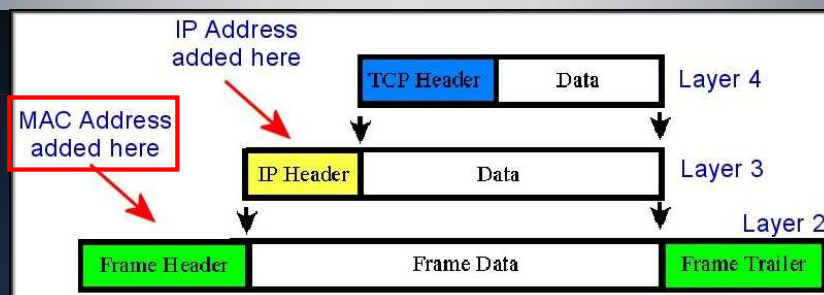 IP Address
added here
TCP Header Data Layer 4
MAC Address
added here
IP Header Data Layer 3
Layer 2
Frame Header Frame Data Frame Trailer